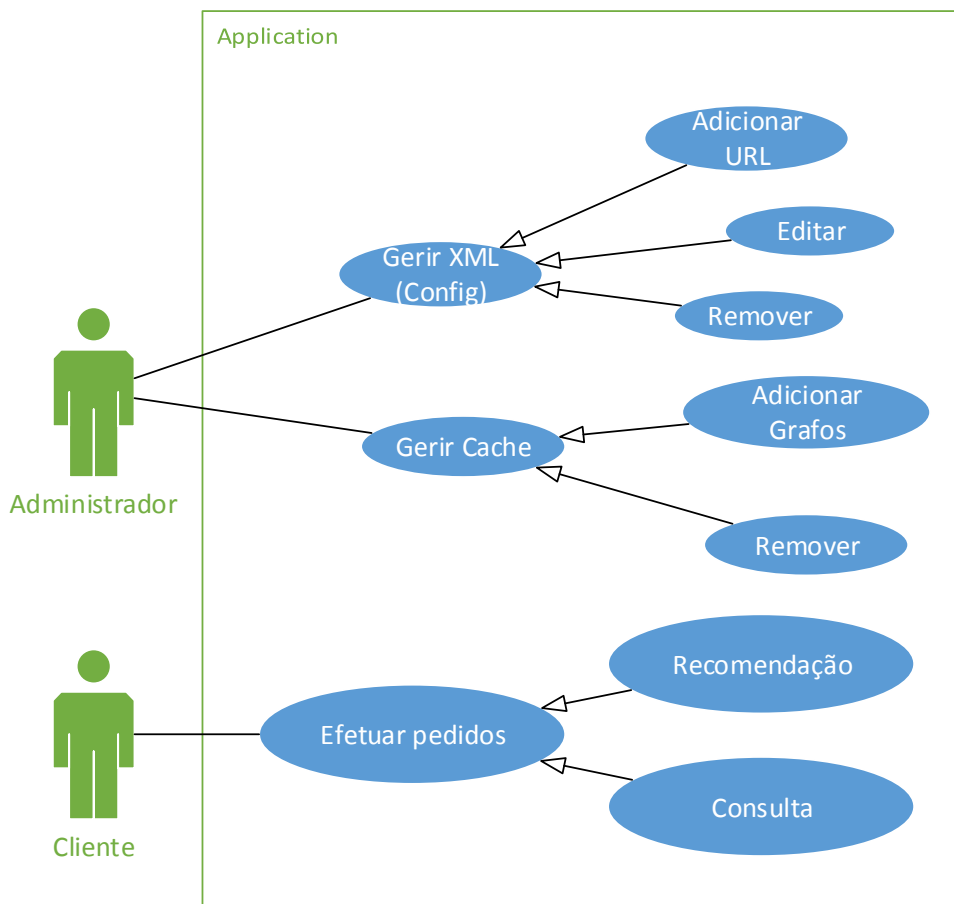 Application
Adicionar
URL
Editar
Gerir XML
(Config)
Remover
Adicionar
Grafos
Gerir Cache
Administrador
Remover
Recomendação
Efetuar pedidos
Consulta
Cliente